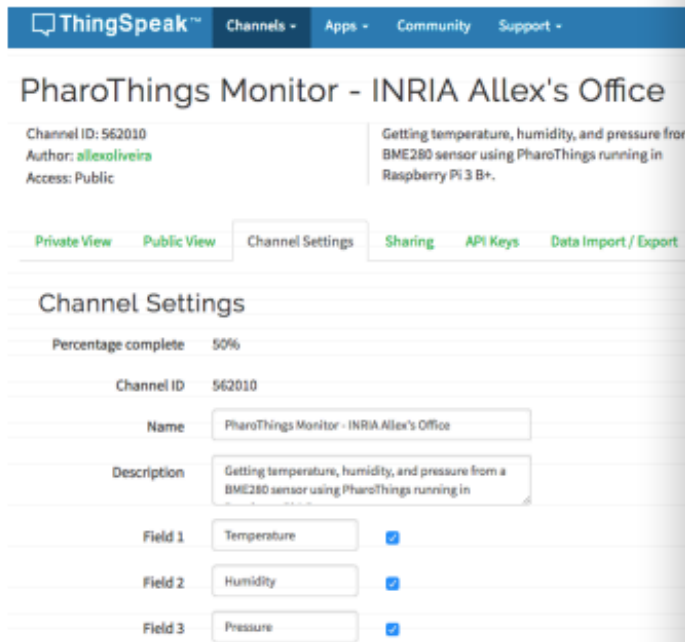 ThingSpeak™ Channels Apps Community Support
PharoThings Monitor - INRIA Allex's Office
Channel ID: 562010
Author: allexoliveira
Access: Public
Getting temperature, humidity, and pressure
BME280 sensor using PharoThings running in
Raspberry Pi 3 B+.
Private View Public View Channel Settings Sharing API Keys Data Import / Export
Channel Settings
Percentage complete 50%
Channel ID 562010
Name PharoThings Monitor - INRIA Allex's Office
Description Getting temperature, humidity, and pressure from a
BME280 sensor using PharoThings running in
Field 1 Temperature
Field 2 Humidity
Field 3 Pressure